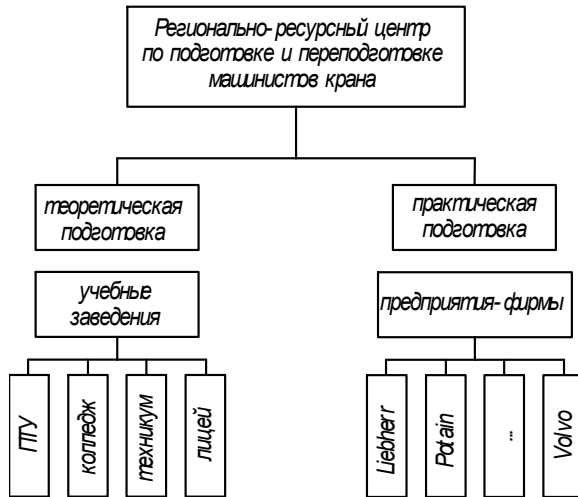 Регионально-ресурсный центр
по подготовке и переподготовке
машинистов крана
теоретическая
подготовка
практическая
подготовка
учебные
заведения
предприятия-фирмы
ПТУ
колледж
техникум
лицей
Liebherr
Potain
...
Volvo